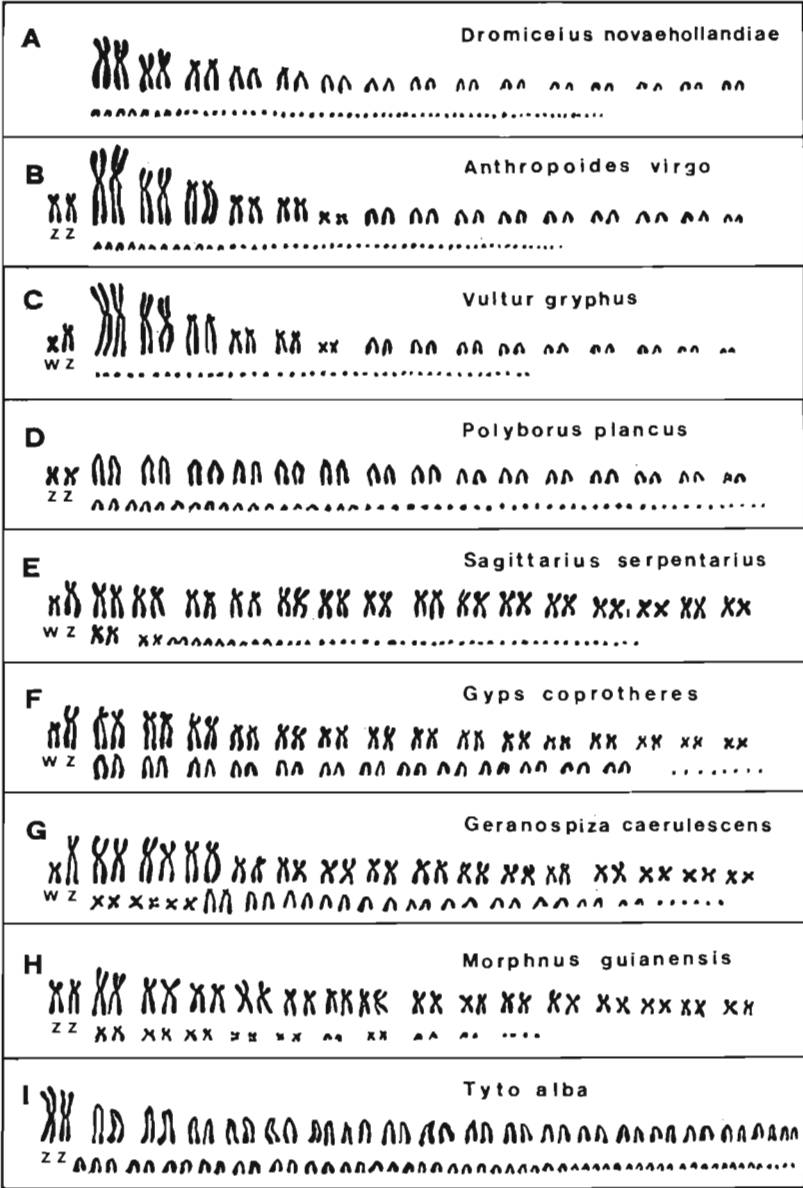 A Dromiceius novaehollandiae
B Anthropoides virgo
Z Z
C Vultur gryphus
W Z
D Polyborus plancus
Z Z
E Sagittarius serpentarius
W Z
F Gyps coprotheres
W Z
G Geranospiza caerulescens
W Z
H Morphnus guianensis
Z Z
I Tyto alba
Z Z